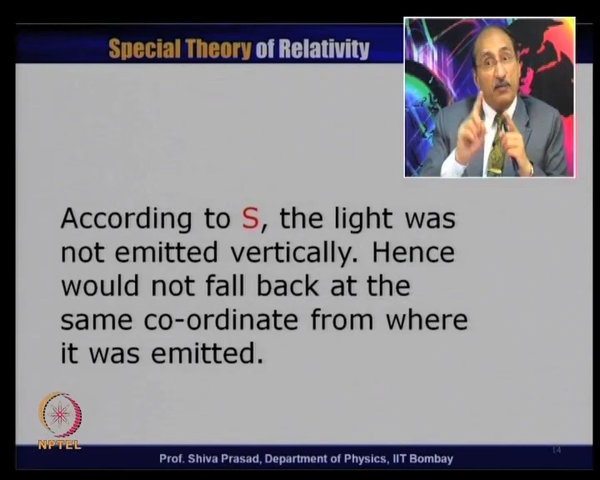 Special Theory of Relativity
According to S, the light was
not emitted vertically. Hence
would not fall back at the
same co-ordinate from where
it was emitted.
NPTEL
14
Prof. Shiva Prasad, Department of Physics, IIT Bombay